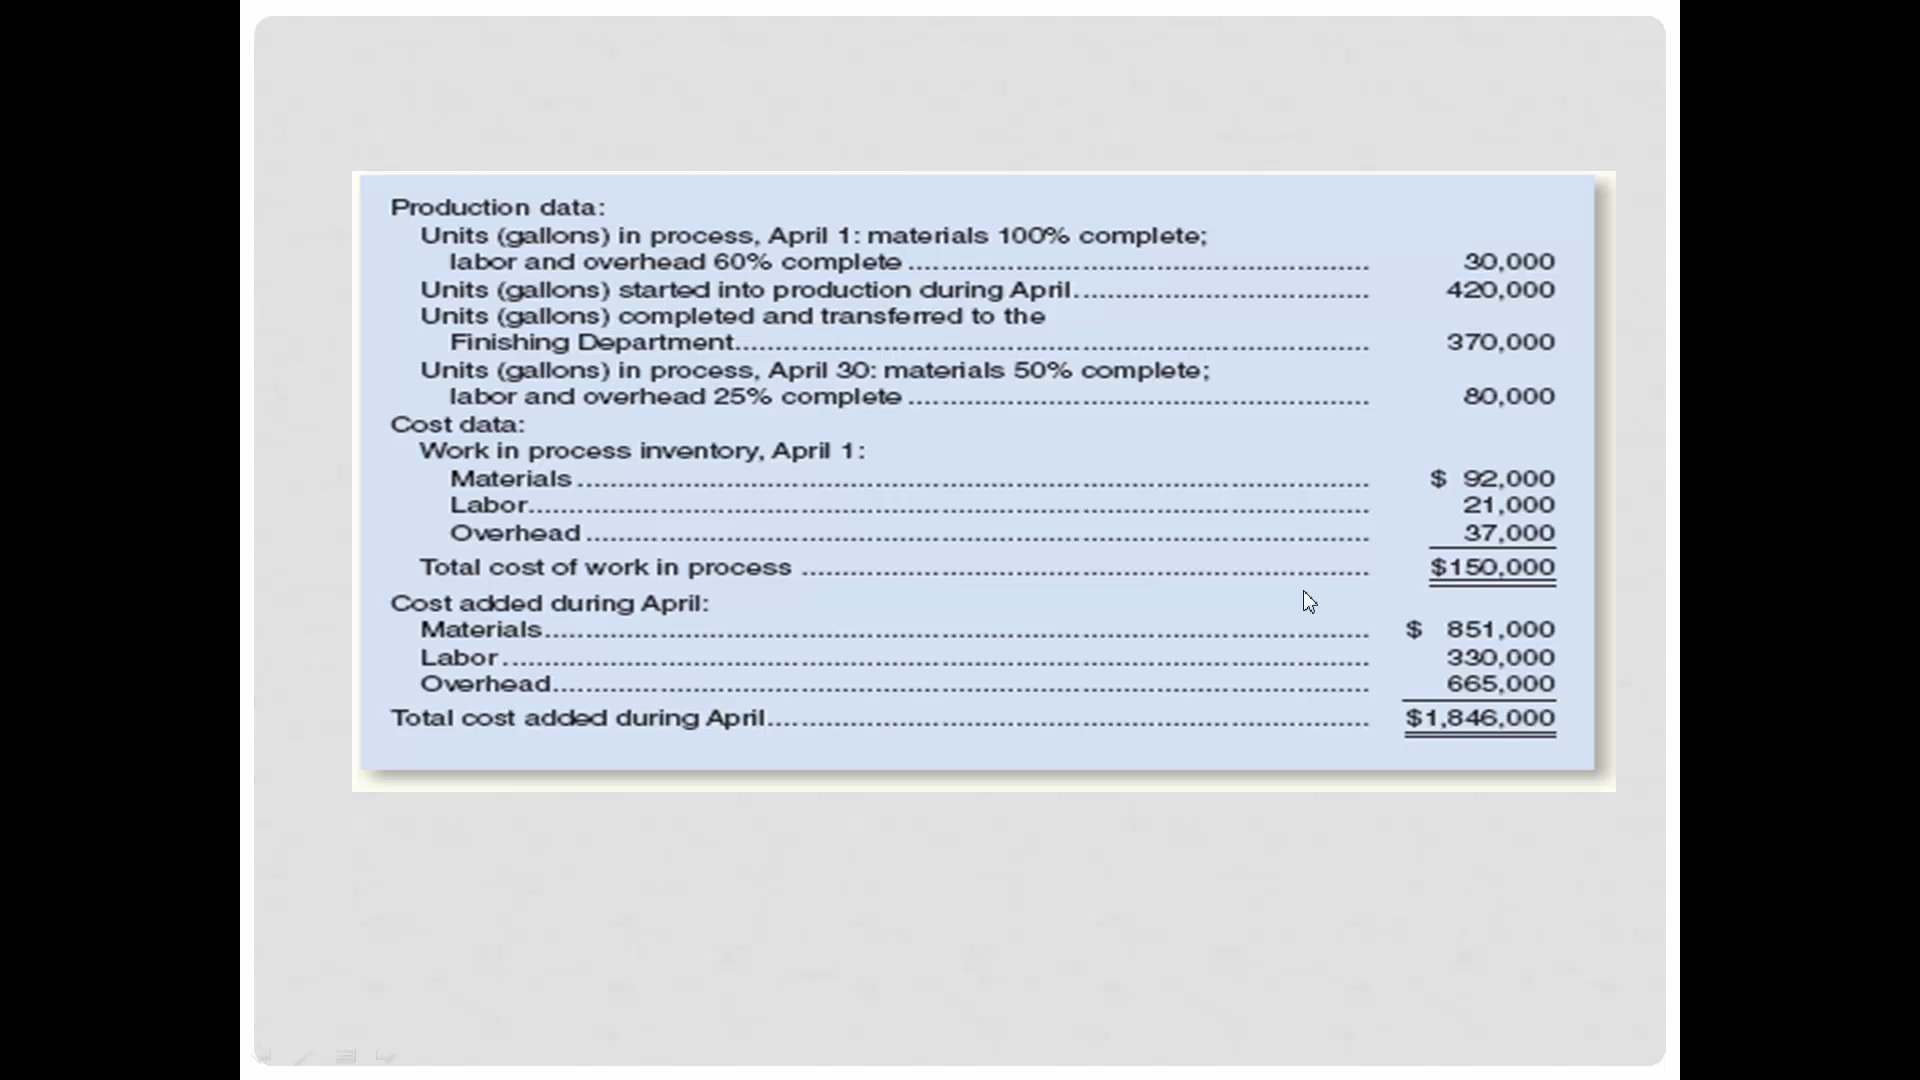 Production data:
Units (gallons) in process, April 1: materials 100% complete;
labor and overhead 60% complete .......... 30,000
Units (gallons) started into production during April .......... 420,000
Units (gallons) completed and transferred to the
Finishing Department .......... 370,000
Units (gallons) in process, April 30: materials 50% complete;
labor and overhead 25% complete .......... 80,000
Cost data:
Work in process inventory, April 1:
Materials .......... $ 92,000
Labor .......... 21,000
Overhead .......... 37,000
Total cost of work in process .......... $150,000
Cost added during April:
Materials .......... $ 851,000
Labor .......... 330,000
Overhead .......... 665,000
Total cost added during April .......... $1,846,000